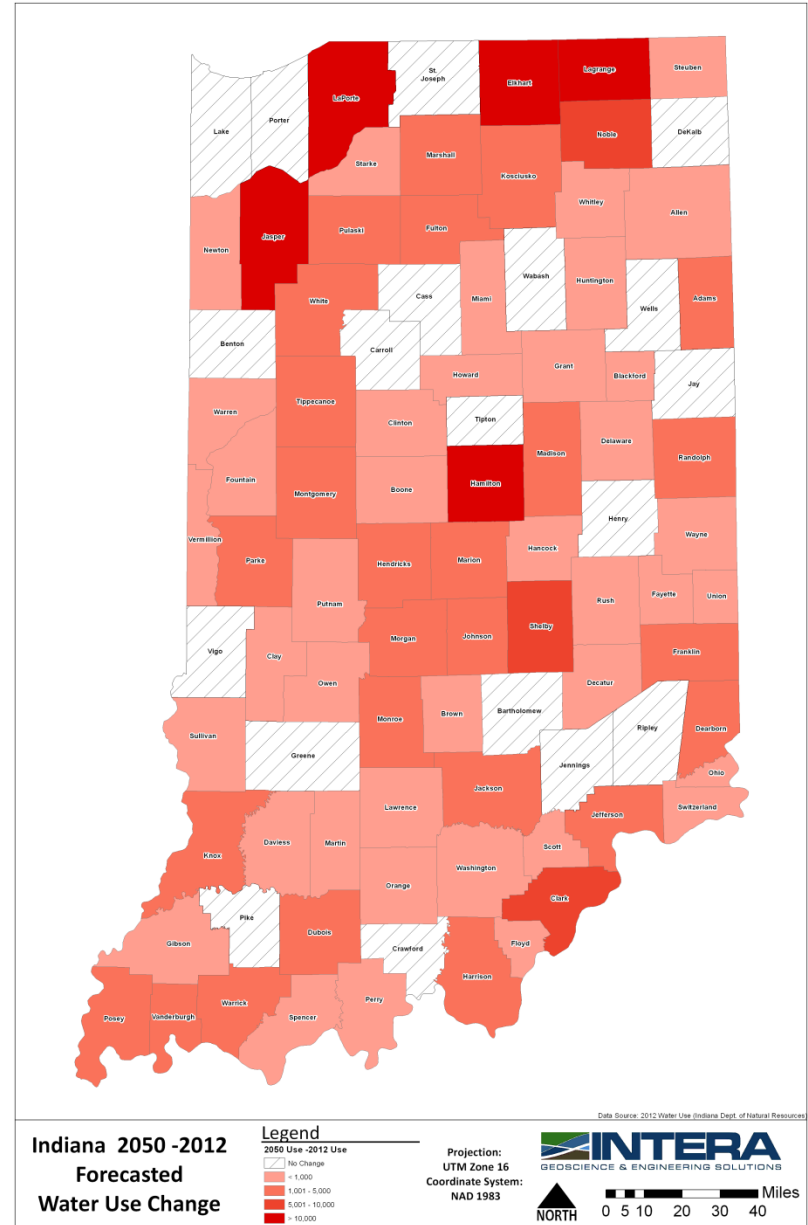 St.
Joseph
Elkhart
Lagrange
Steuben
LaPorte
Porter
Lake
Noble
DeKalb
Starke
Marshall
Kosciusko
Whitley
Allen
Newton
Jasper
Pulaski
Fulton
Wabash
Huntington
Cass
Miami
Wells
Adams
White
Benton
Carroll
Howard
Grant
Blackford
Jay
Tippecanoe
Warren
Clinton
Tipton
Delaware
Madison
Randolph
Fountain
Montgomery
Boone
Hamilton
Henry
Vermillion
Parke
Hendricks
Marion
Hancock
Wayne
Putnam
Rush
Fayette
Union
Morgan
Johnson
Shelby
Vigo
Clay
Owen
Franklin
Decatur
Monroe
Brown
Bartholomew
Ripley
Dearborn
Sullivan
Greene
Jennings
Ohio
Jackson
Switzerland
Lawrence
Jefferson
Daviess
Martin
Scott
Knox
Washington
Orange
Clark
Pike
Dubois
Gibson
Crawford
Floyd
Harrison
Perry
Warrick
Posey
Vanderburgh
Spencer
Data Source: 2012 Water Use (Indiana Dept. of Natural Resources)
Indiana 2050 -2012
Forecasted
Water Use Change
Legend
2050 Use -2012 Use
No Change
< 1,000
1,001 - 5,000
5,001 - 10,000
> 10,000
Projection:
UTM Zone 16
Coordinate System:
NAD 1983
INTERA
GEOSCIENCE & ENGINEERING SOLUTIONS
NORTH
Miles
0 5 10 20 30 40